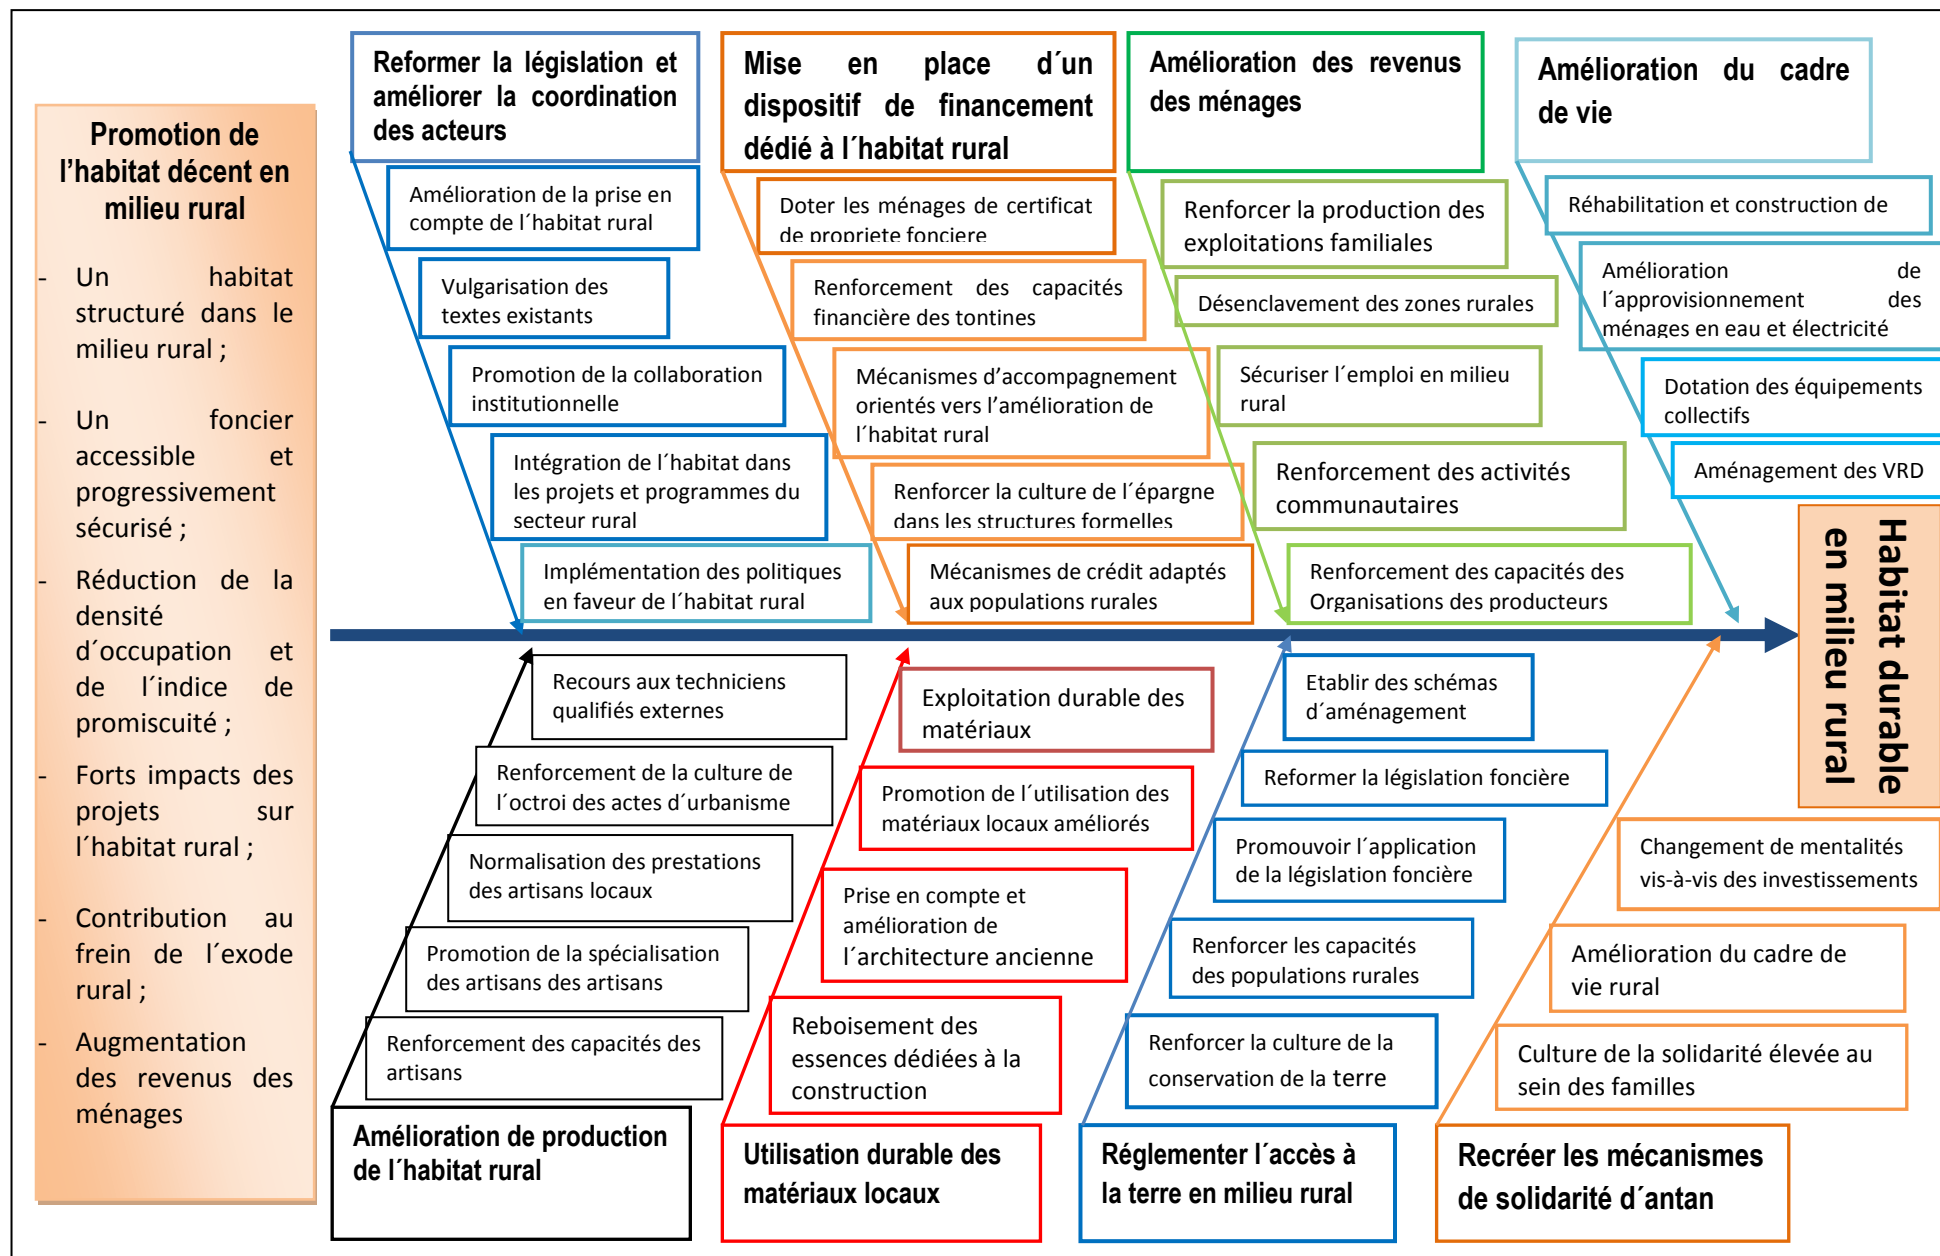 Promotion de
l’habitat décent en
milieu rural
- Un habitat
structuré dans le
milieu rural ;
- Un foncier
accessible et
progressivement
sécurisé ;
- Réduction de la
densité
d´occupation et
de l´indice de
promiscuité ;
- Forts impacts des
projets sur
l´habitat rural ;
- Contribution au
frein de l´exode
rural ;
- Augmentation
des revenus des
ménages
Reformer la législation et
améliorer la coordination
des acteurs
Amélioration de la prise en
compte de l´habitat rural
Vulgarisation des
textes existants
Promotion de la collaboration
institutionnelle
Intégration de l´habitat dans
les projets et programmes du
secteur rural
Implémentation des politiques
en faveur de l´habitat rural
Mise en place d´un
dispositif de financement
dédié à l´habitat rural
Doter les ménages de certificat
de propriete fonciere
Renforcement des capacités
financière des tontines
Mécanismes d’accompagnement
orientés vers l’amélioration de
l´habitat rural
Renforcer la culture de l´épargne
dans les structures formelles
Mécanismes de crédit adaptés
aux populations rurales
Amélioration des revenus
des ménages
Renforcer la production des
exploitations familiales
Désenclavement des zones rurales
Sécuriser l´emploi en milieu
rural
Renforcement des activités
communautaires
Renforcement des capacités des
Organisations des producteurs
Amélioration du cadre
de vie
Réhabilitation et construction de
Amélioration de
l´approvisionnement des
ménages en eau et électricité
Dotation des équipements
collectifs
Aménagement des VRD
Habitat durable
en milieu rural
Recours aux techniciens
qualifiés externes
Renforcement de la culture de
l´octroi des actes d´urbanisme
Normalisation des prestations
des artisans locaux
Promotion de la spécialisation
des artisans des artisans
Renforcement des capacités des
artisans
Amélioration de production
de l´habitat rural
Exploitation durable des
matériaux
Promotion de l´utilisation des
matériaux locaux améliorés
Prise en compte et
amélioration de
l´architecture ancienne
Reboisement des
essences dédiées à la
construction
Utilisation durable des
matériaux locaux
Etablir des schémas
d´aménagement
Reformer la législation foncière
Promouvoir l´application
de la législation foncière
Renforcer les capacités
des populations rurales
Renforcer la culture de la
conservation de la terre
Réglementer l´accès à
la terre en milieu rural
Changement de mentalités
vis-à-vis des investissements
Amélioration du cadre de
vie rural
Culture de la solidarité élevée au
sein des familles
Recréer les mécanismes
de solidarité d´antan